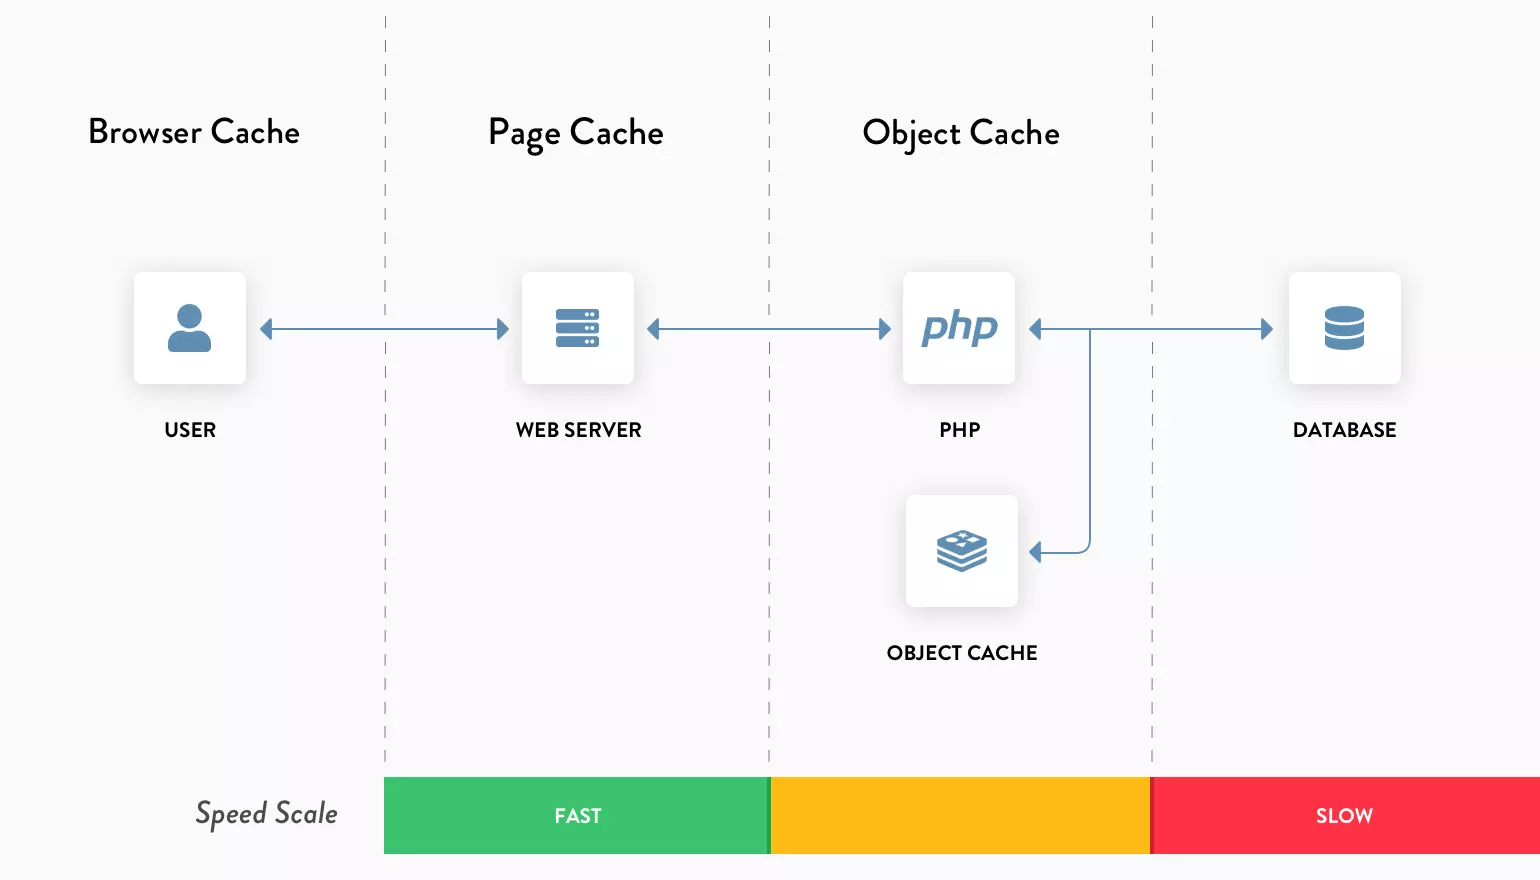 Browser Cache
Page Cache
Object Cache
php
USER
WEB SERVER
PHP
DATABASE
OBJECT CACHE
Speed Scale
FAST
SLOW